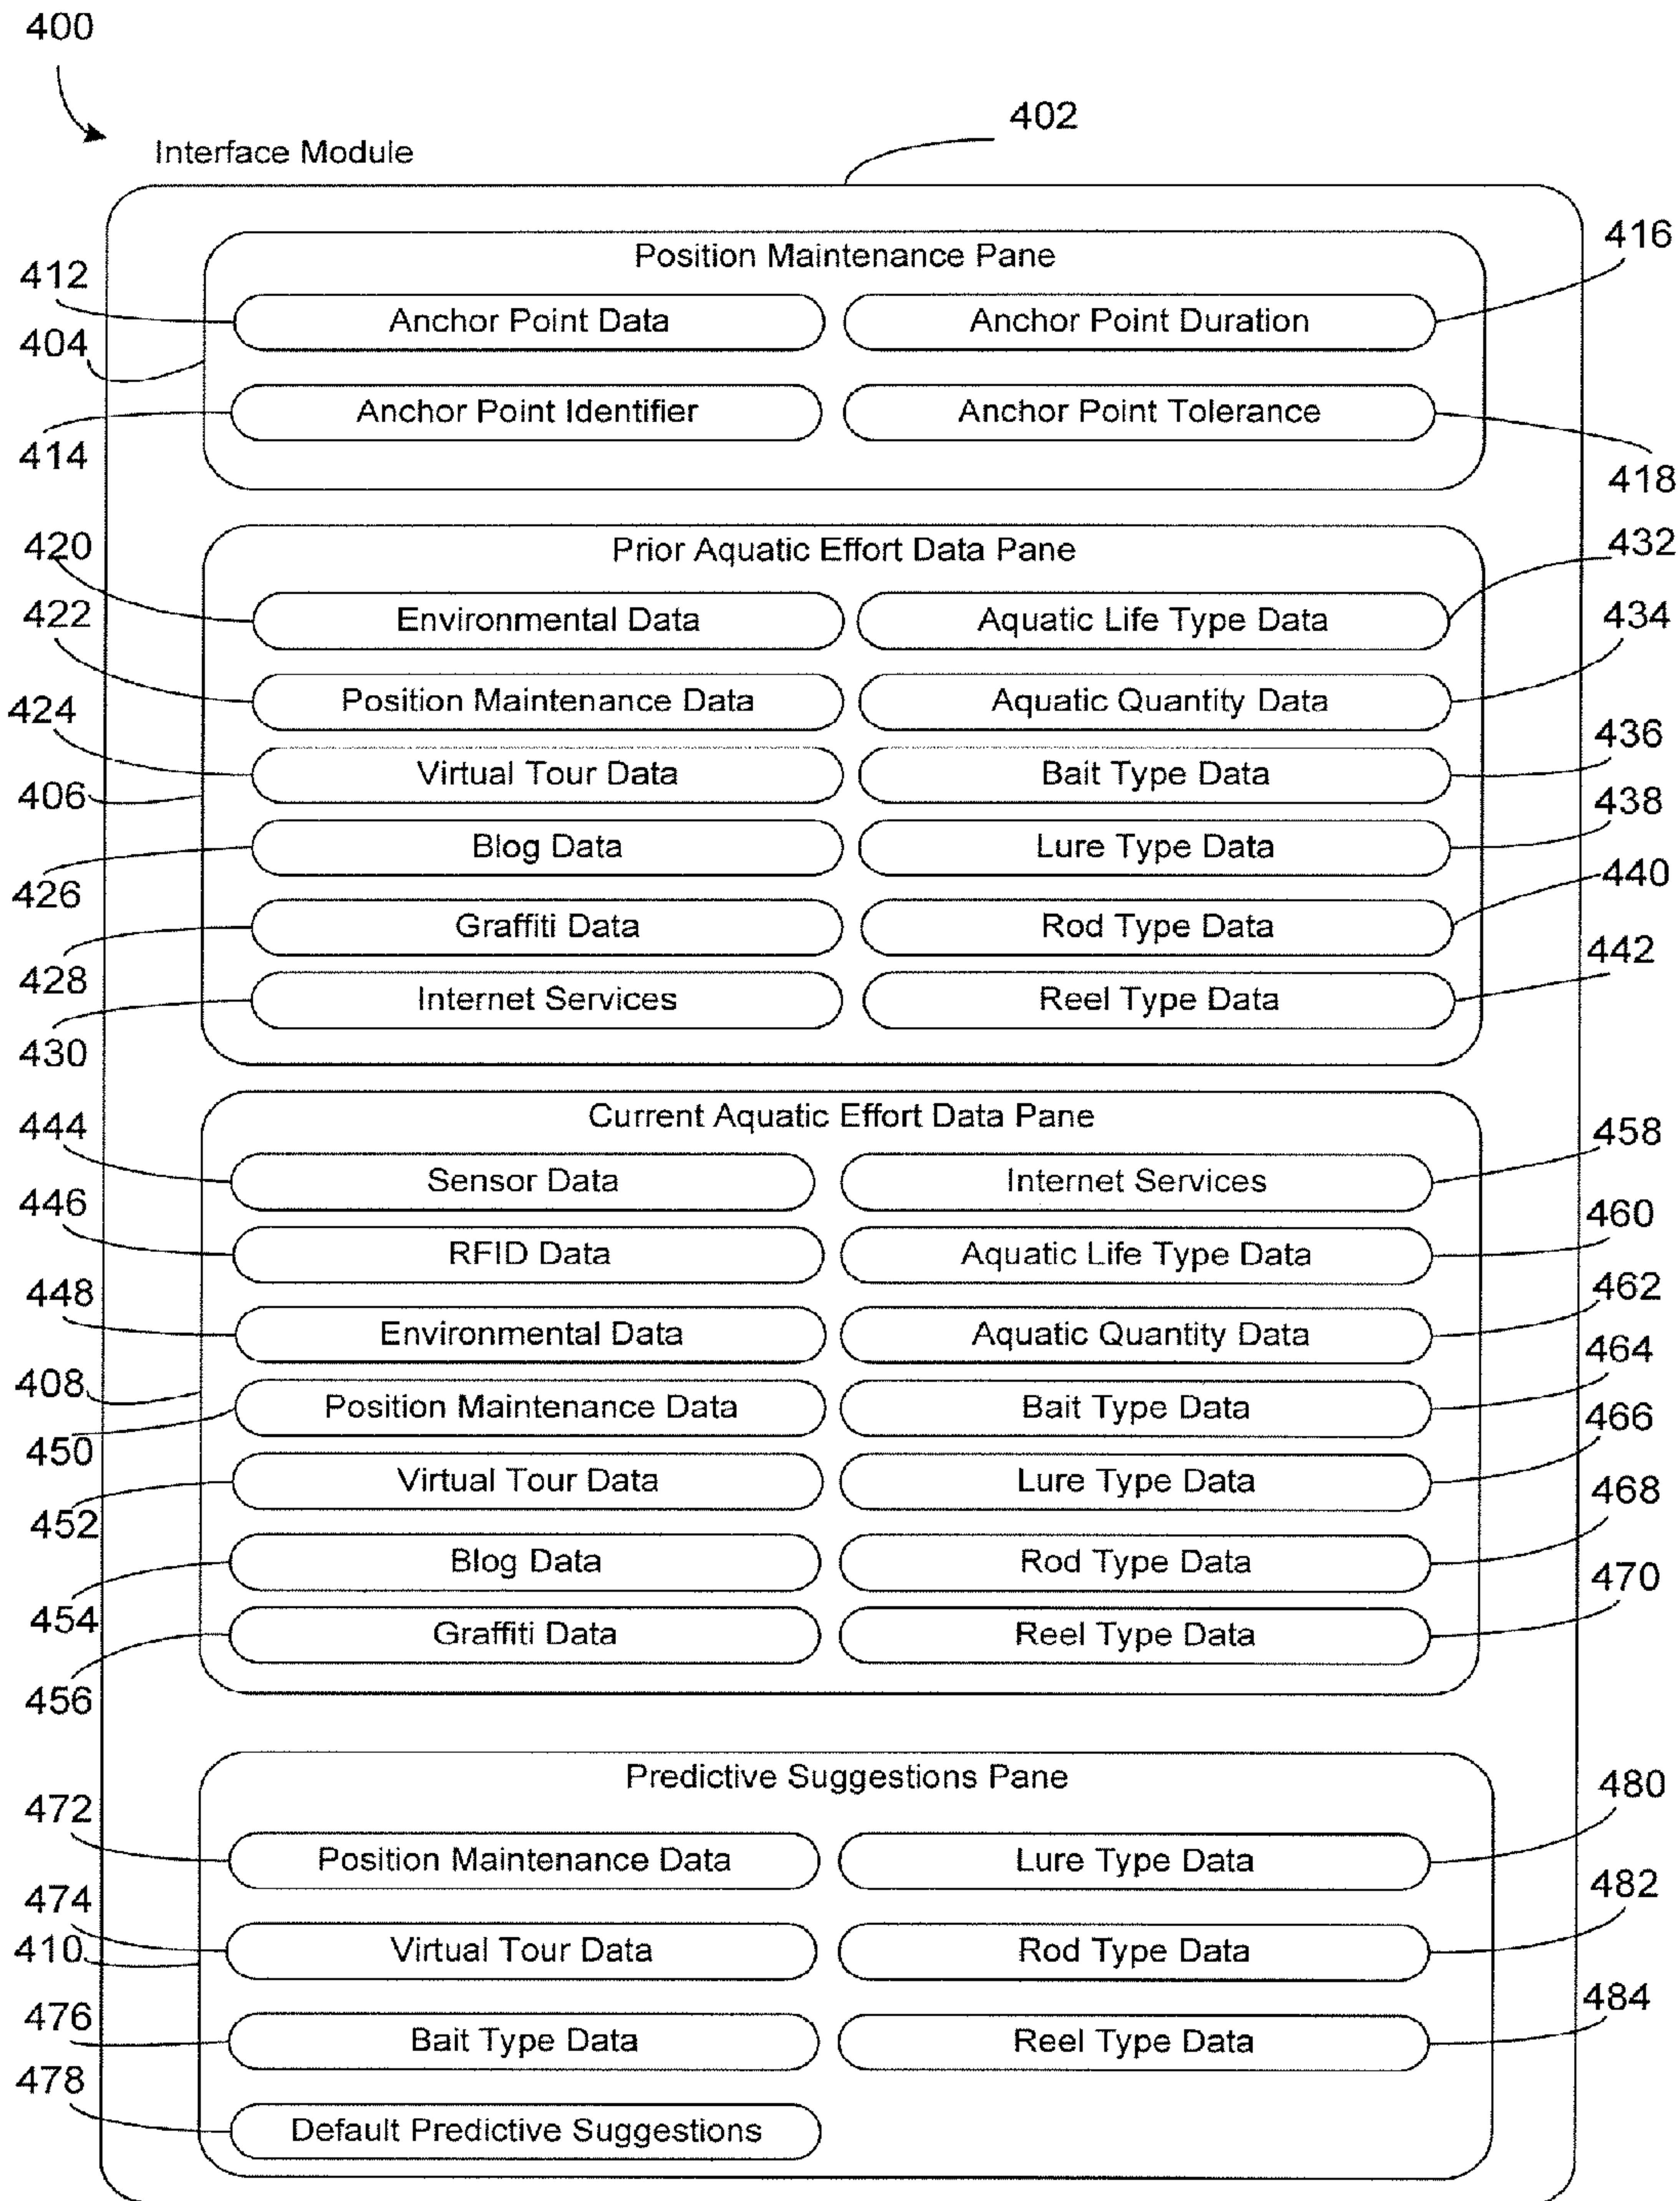 400
402
Interface Module
Position Maintenance Pane
416
412
Anchor Point Data
Anchor Point Duration
404
Anchor Point Identifier
Anchor Point Tolerance
414
418
420
Prior Aquatic Effort Data Pane
432
422
Environmental Data
Aquatic Life Type Data
434
424
Position Maintenance Data
Aquatic Quantity Data
436
406
Virtual Tour Data
Bait Type Data
438
426
Blog Data
Lure Type Data
440
428
Graffiti Data
Rod Type Data
442
430
Internet Services
Reel Type Data
444
Current Aquatic Effort Data Pane
458
446
Sensor Data
Internet Services
460
RFID Data
Aquatic Life Type Data
448
462
Environmental Data
Aquatic Quantity Data
464
408
Position Maintenance Data
Bait Type Data
466
450
Virtual Tour Data
Lure Type Data
468
452
Blog Data
Rod Type Data
470
454
Graffiti Data
Reel Type Data
456
Predictive Suggestions Pane
480
472
Position Maintenance Data
Lure Type Data
482
474
410
Virtual Tour Data
Rod Type Data
484
476
Bait Type Data
Reel Type Data
478
Default Predictive Suggestions